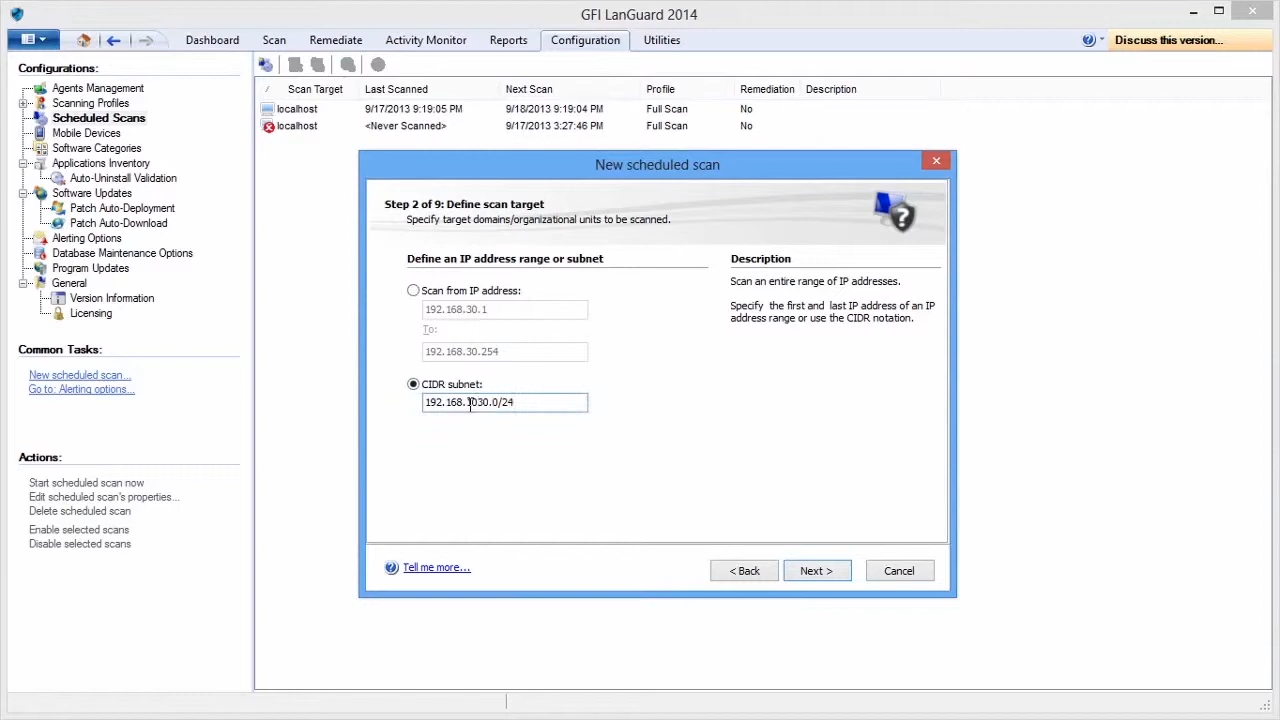 GFI LanGuard 2014
Dashboard Scan Remediate Activity Monitor Reports Configuration Utilities Discuss this version...
Configurations:
Agents Management
Scanning Profiles
Scheduled Scans
Mobile Devices
Software Categories
Applications Inventory
Auto-Uninstall Validation
Software Updates
Patch Auto-Deployment
Patch Auto-Download
Alerting Options
Database Maintenance Options
Program Updates
General
Version Information
Licensing
Common Tasks:
New scheduled scan...
Go to: Alerting options...
Actions:
Start scheduled scan now
Edit scheduled scan's properties...
Delete scheduled scan
Enable selected scans
Disable selected scans
Scan Target Last Scanned Next Scan Profile Remediation Description
localhost 9/17/2013 9:19:05 PM 9/18/2013 9:19:04 PM Full Scan No
localhost <Never Scanned> 9/17/2013 3:27:46 PM Full Scan No
New scheduled scan
Step 2 of 9: Define scan target
Specify target domains/organizational units to be scanned.
Define an IP address range or subnet
Scan from IP address:
192.168.30.1
To:
192.168.30.254
CIDR subnet:
192.168.1030.0/24
Description
Scan an entire range of IP addresses.
Specify the first and last IP address of an IP
address range or use the CIDR notation.
Tell me more...
< Back Next > Cancel